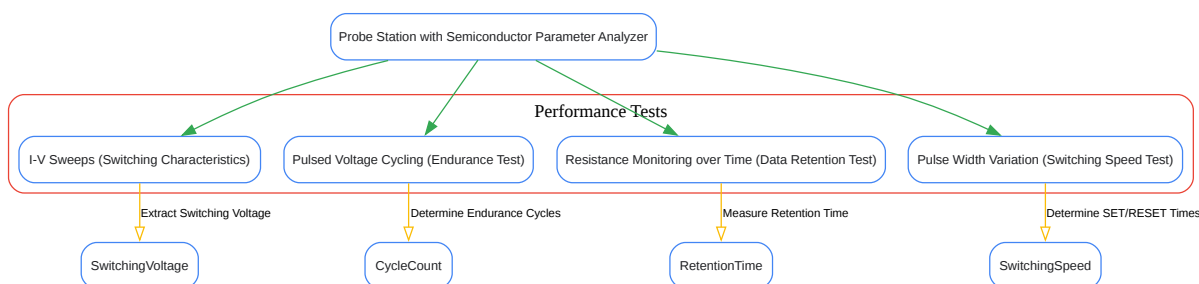 Probe Station with Semiconductor Parameter Analyzer
Performance Tests
I-V Sweeps (Switching Characteristics)
Pulsed Voltage Cycling (Endurance Test)
Resistance Monitoring over Time (Data Retention Test)
Pulse Width Variation (Switching Speed Test)
Extract Switching Voltage
Determine Endurance Cycles
Measure Retention Time
Determine SET/RESET Times
SwitchingVoltage
CycleCount
RetentionTime
SwitchingSpeed